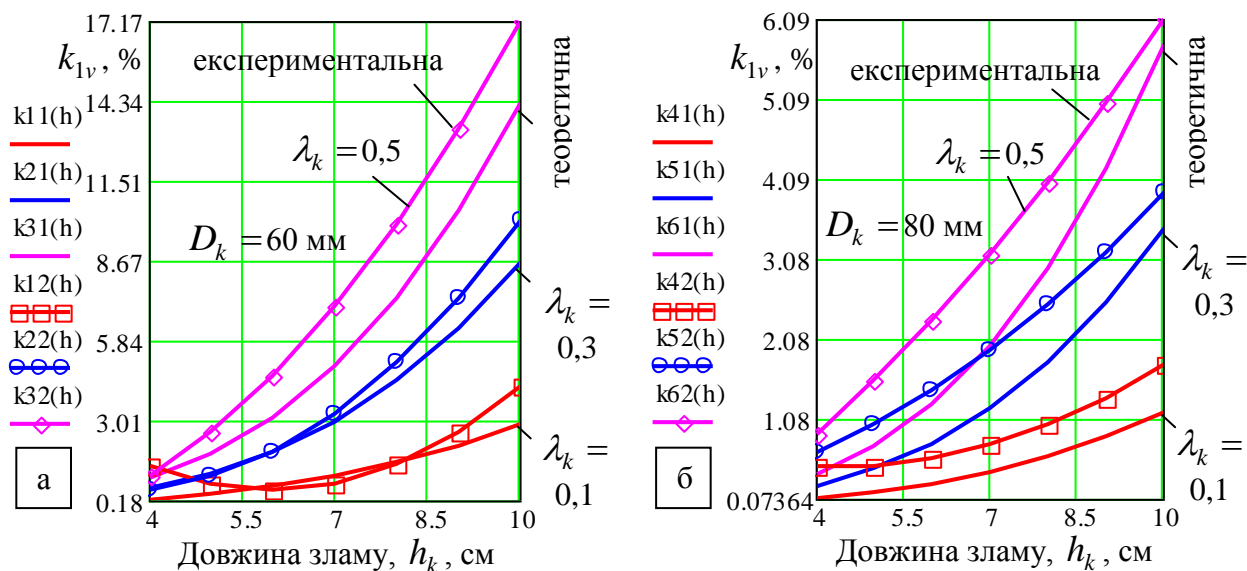 17.17
k₁ᵥ, %
14.34
11.51
8.67
5.84
3.01
0.18
k11(h)
k21(h)
k31(h)
k12(h)
k22(h)
k32(h)
а
експериментальна
теоретична
λₖ = 0,5
Dₖ = 60 мм
λₖ =
0,3
λₖ =
0,1
4 5.5 7 8.5 10
Довжина зламу, hₖ, см
6.09
k₁ᵥ, %
5.09
4.09
3.08
2.08
1.08
0.07364
k41(h)
k51(h)
k61(h)
k42(h)
k52(h)
k62(h)
б
експериментальна
теоретична
λₖ = 0,5
Dₖ = 80 мм
λₖ =
0,3
λₖ =
0,1
4 5.5 7 8.5 10
Довжина зламу, hₖ, см